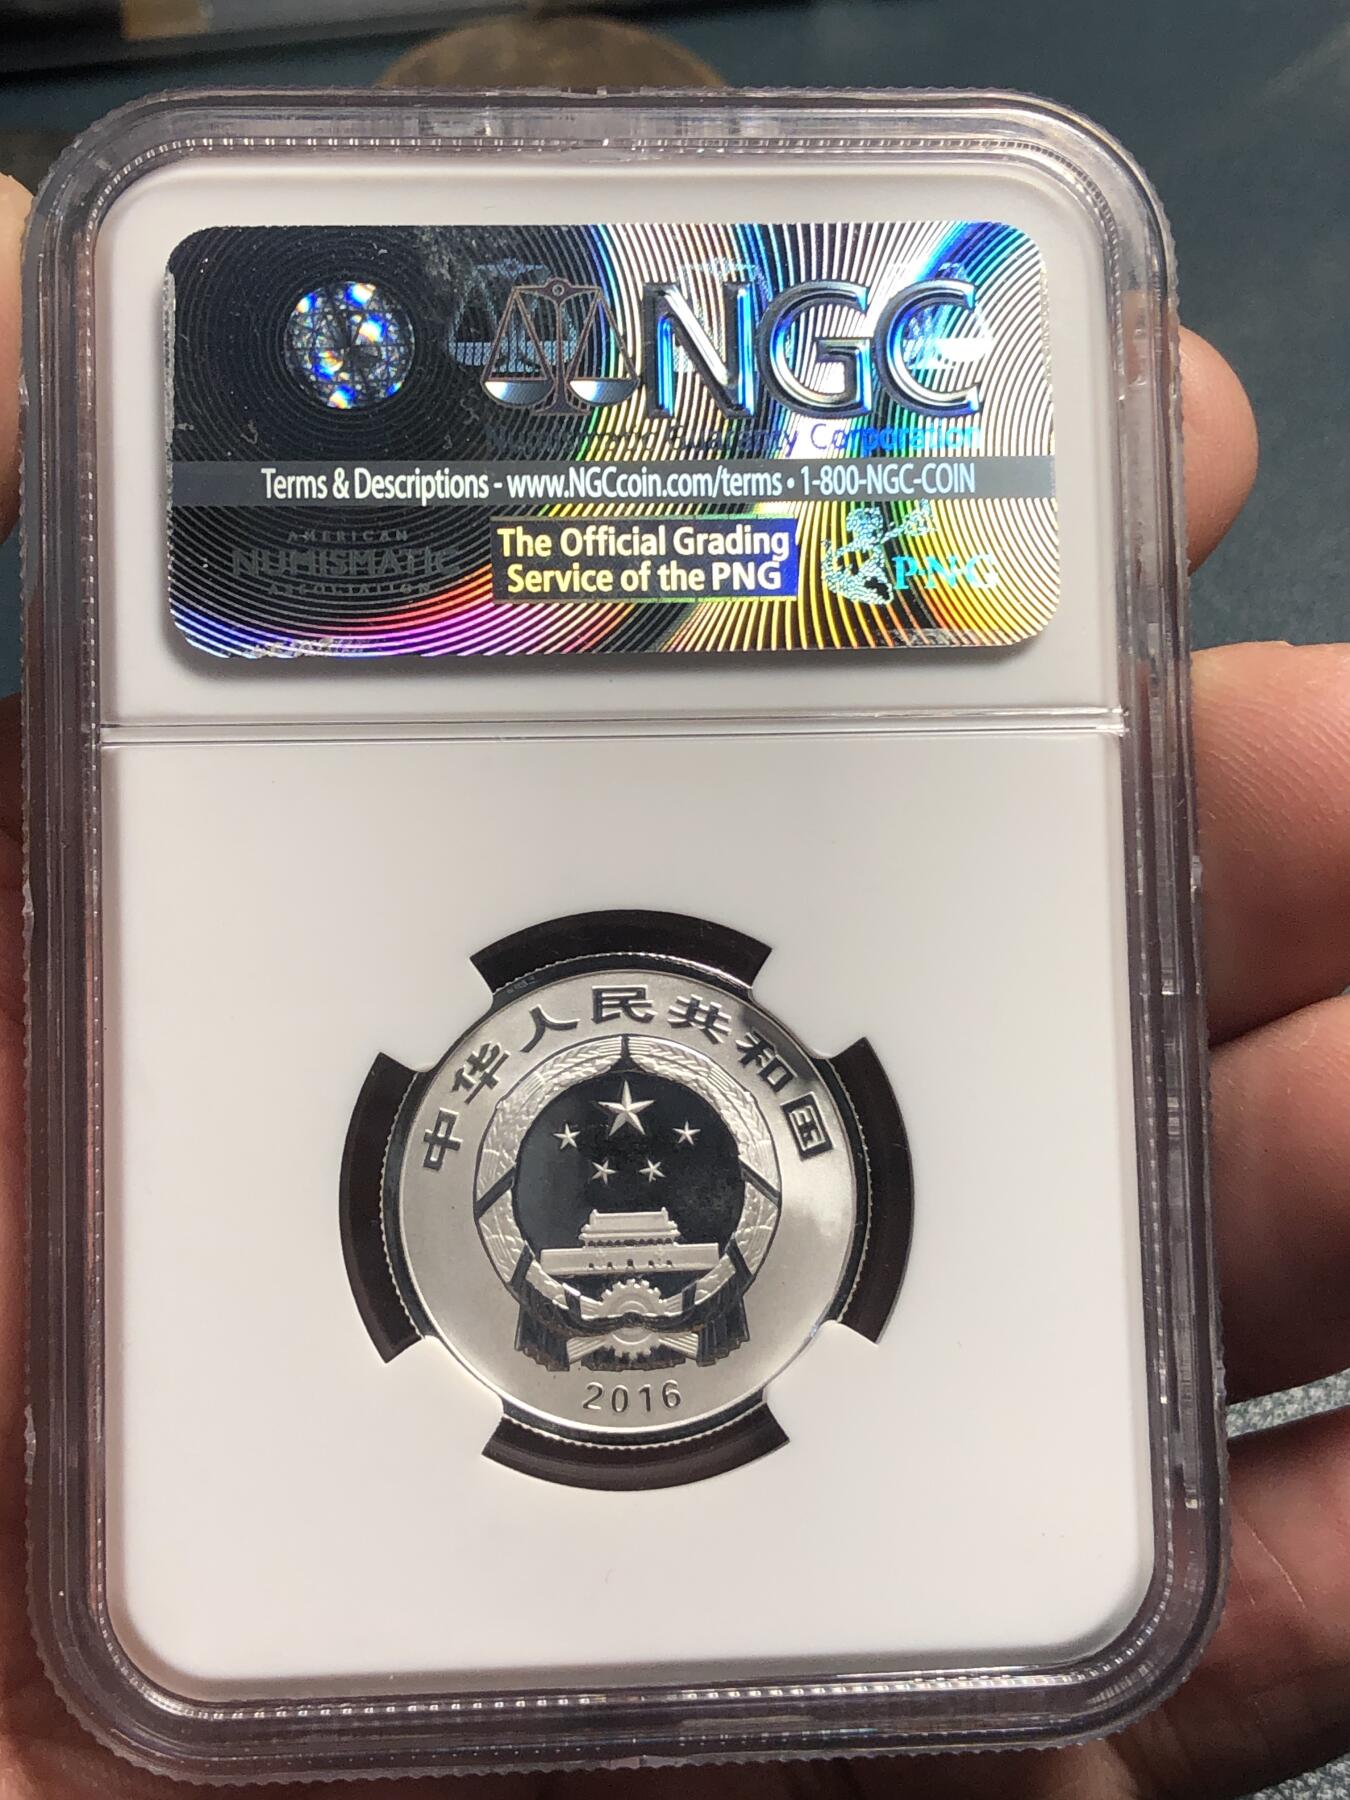 NGC
Numismatic Guaranty Corporation
Terms & Descriptions - www.NGCcoin.com/terms • 1-800-NGC-COIN
AMERICAN
NUMISMATIC
ASSOCIATION
The Official Grading
Service of the PNG
PNG
中华人民共和国
2016